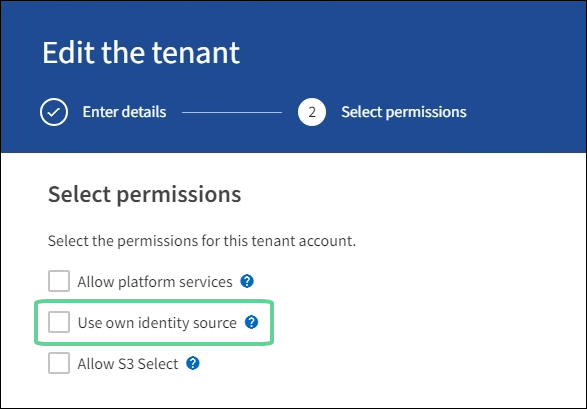 Edit the tenant
Enter details
2
Select permissions
Select permissions
Select the permissions for this tenant account.
Allow platform services ?
Use own identity source ?
Allow S3 Select ?